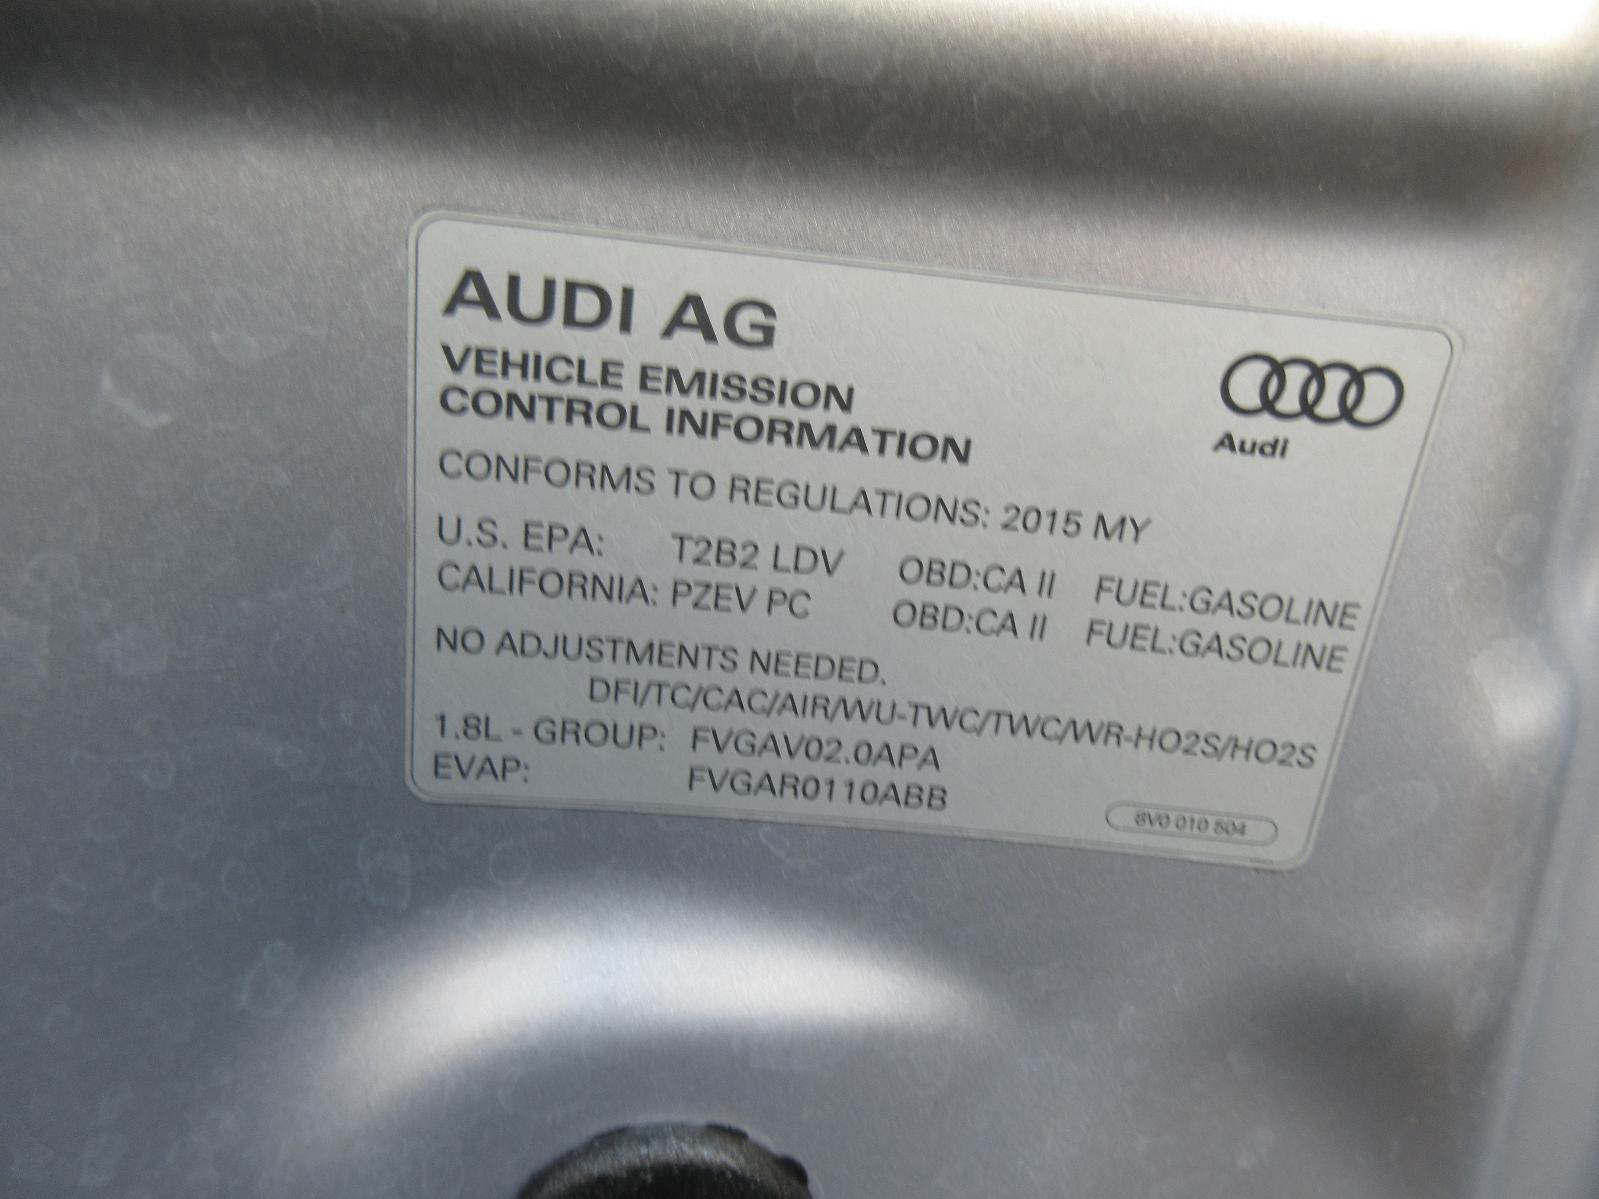 AUDI AG
VEHICLE EMISSION
CONTROL INFORMATION
Audi
CONFORMS TO REGULATIONS: 2015 MY
U.S. EPA: T2B2 LDV OBD:CA II FUEL:GASOLINE
CALIFORNIA: PZEV PC OBD:CA II FUEL:GASOLINE
NO ADJUSTMENTS NEEDED.
DFI/TC/CAC/AIR/WU-TWC/TWC/WR-HO2S/HO2S
1.8L - GROUP: FVGAV02.0APA
EVAP: FVGAR0110ABB
8V0 010 504